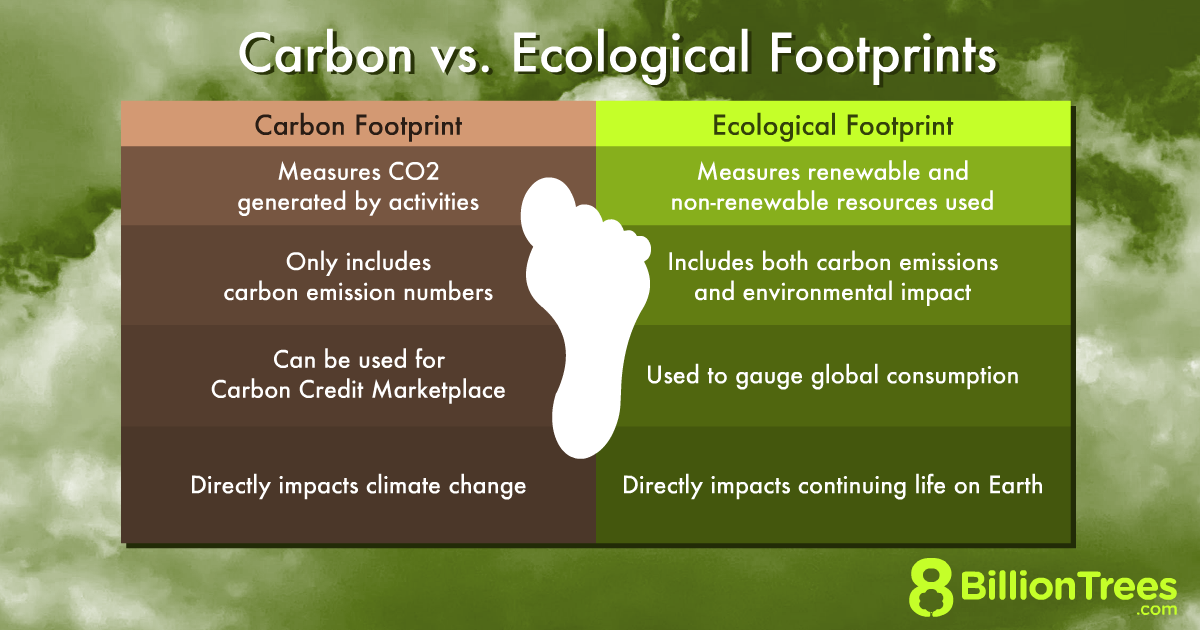 Carbon vs. Ecological Footprints
Carbon Footprint
Ecological Footprint
Measures CO2
generated by activities
Measures renewable and
non-renewable resources used
Only includes
carbon emission numbers
Includes both carbon emissions
and environmental impact
Can be used for
Carbon Credit Marketplace
Used to gauge global consumption
Directly impacts climate change
Directly impacts continuing life on Earth
8 BillionTrees
.com